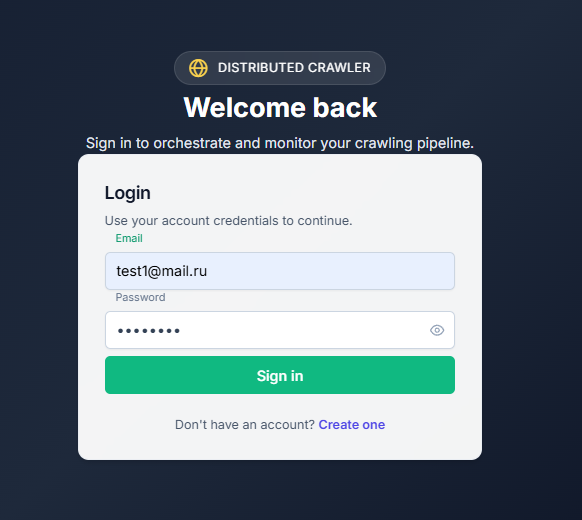 DISTRIBUTED CRAWLER
Welcome back
Sign in to orchestrate and monitor your crawling pipeline.
Login
Use your account credentials to continue.
Email
test1@mail.ru
Password
••••••••
Sign in
Don't have an account? Create one